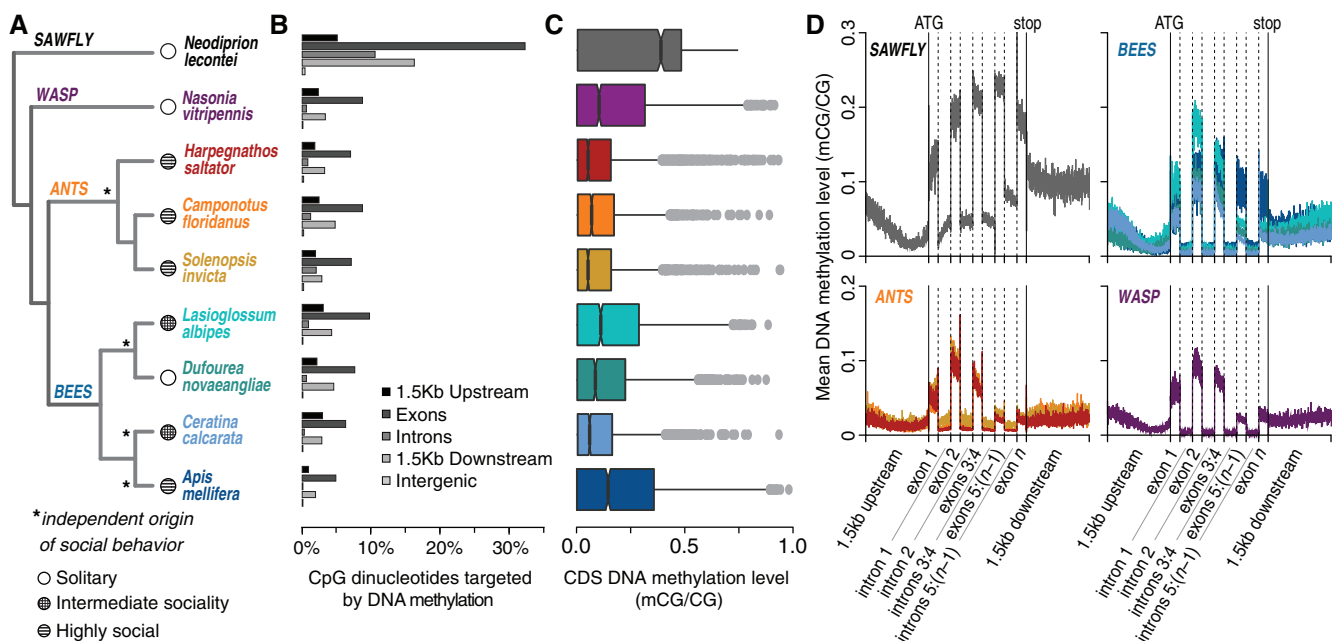 A
SAWFLY
Neodiprion
lecontei
WASP
Nasonia
vitripennis
Harpegnathos
saltator
*
ANTS
Camponotus
floridanus
Solenopsis
invicta
Lasioglossum
albipes
*
Dufourea
novaeangliae
BEES
Ceratina
calcarata
*
Apis
mellifera
*
*independent origin
of social behavior
Solitary
Intermediate sociality
Highly social
B
1.5Kb Upstream
Exons
Introns
1.5Kb Downstream
Intergenic
0% 10% 20% 30%
CpG dinucleotides targeted
by DNA methylation
C
0.0 0.5 1.0
CDS DNA methylation level
(mCG/CG)
D
ATG stop
ATG stop
SAWFLY
BEES
ANTS
WASP
0.3
0.2
0.1
0
0.2
0.1
0
Mean DNA methylation level (mCG/CG)
1.5kb upstream
exon 1
intron 1
exon 2
intron 2
exons 3:4
introns 3:4
exons 5:(n−1)
introns 5:(n−1)
exon n
1.5kb downstream
1.5kb upstream
exon 1
intron 1
exon 2
intron 2
exons 3:4
introns 3:4
exons 5:(n−1)
introns 5:(n−1)
exon n
1.5kb downstream